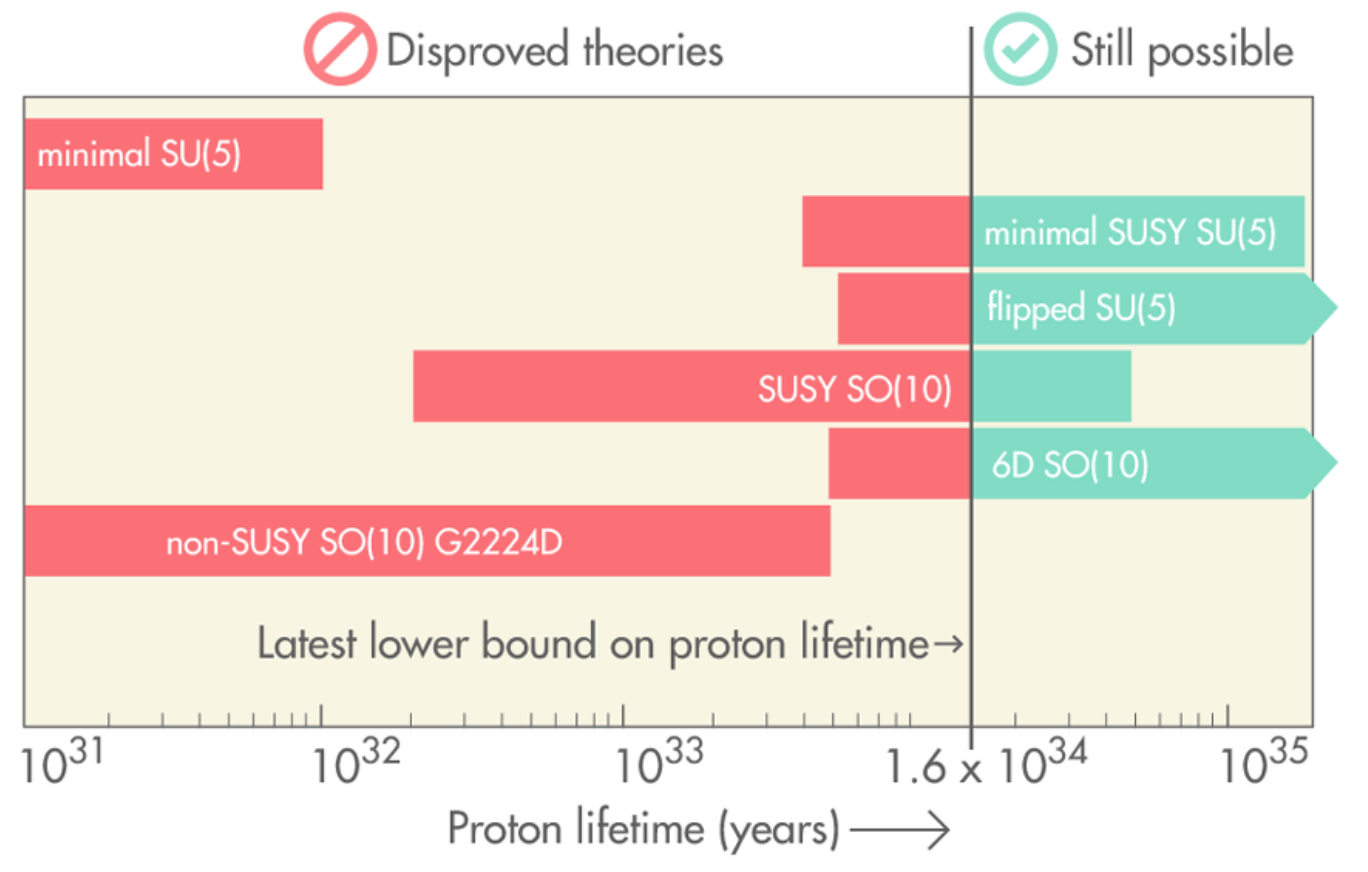 Disproved theories
Still possible
minimal SU(5)
minimal SUSY SU(5)
flipped SU(5)
SUSY SO(10)
6D SO(10)
non-SUSY SO(10) G2224D
Latest lower bound on proton lifetime→
10³¹ 10³² 10³³ 1.6 x 10³⁴ 10³⁵
Proton lifetime (years) ⟶